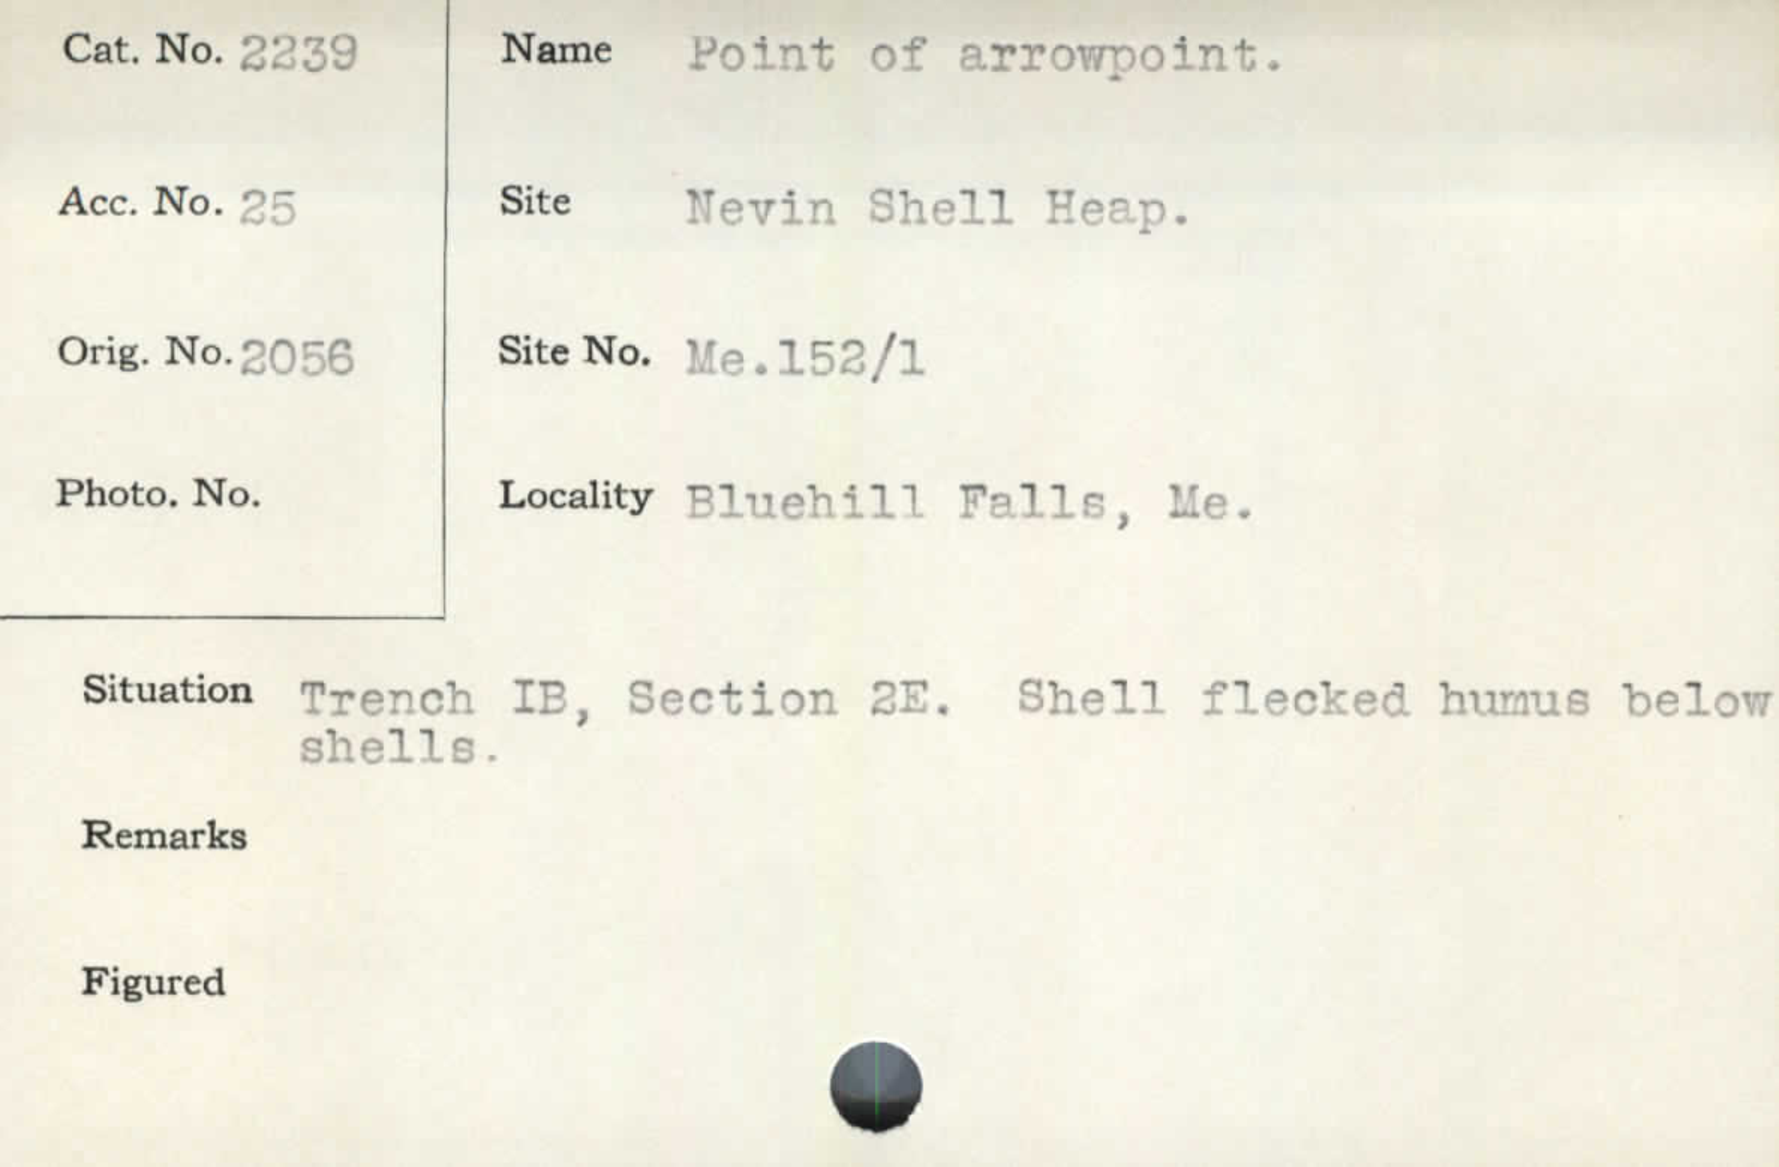 Cat. No. 2239
Name Point of arrowpoint.
Acc. No. 25
Site Nevin Shell Heap.
Orig. No. 2056
Site No. Me.152/1
Photo. No.
Locality Bluehill Falls, Me.
Situation Trench IB, Section 2E. Shell flecked humus below
shells.
Remarks
Figured